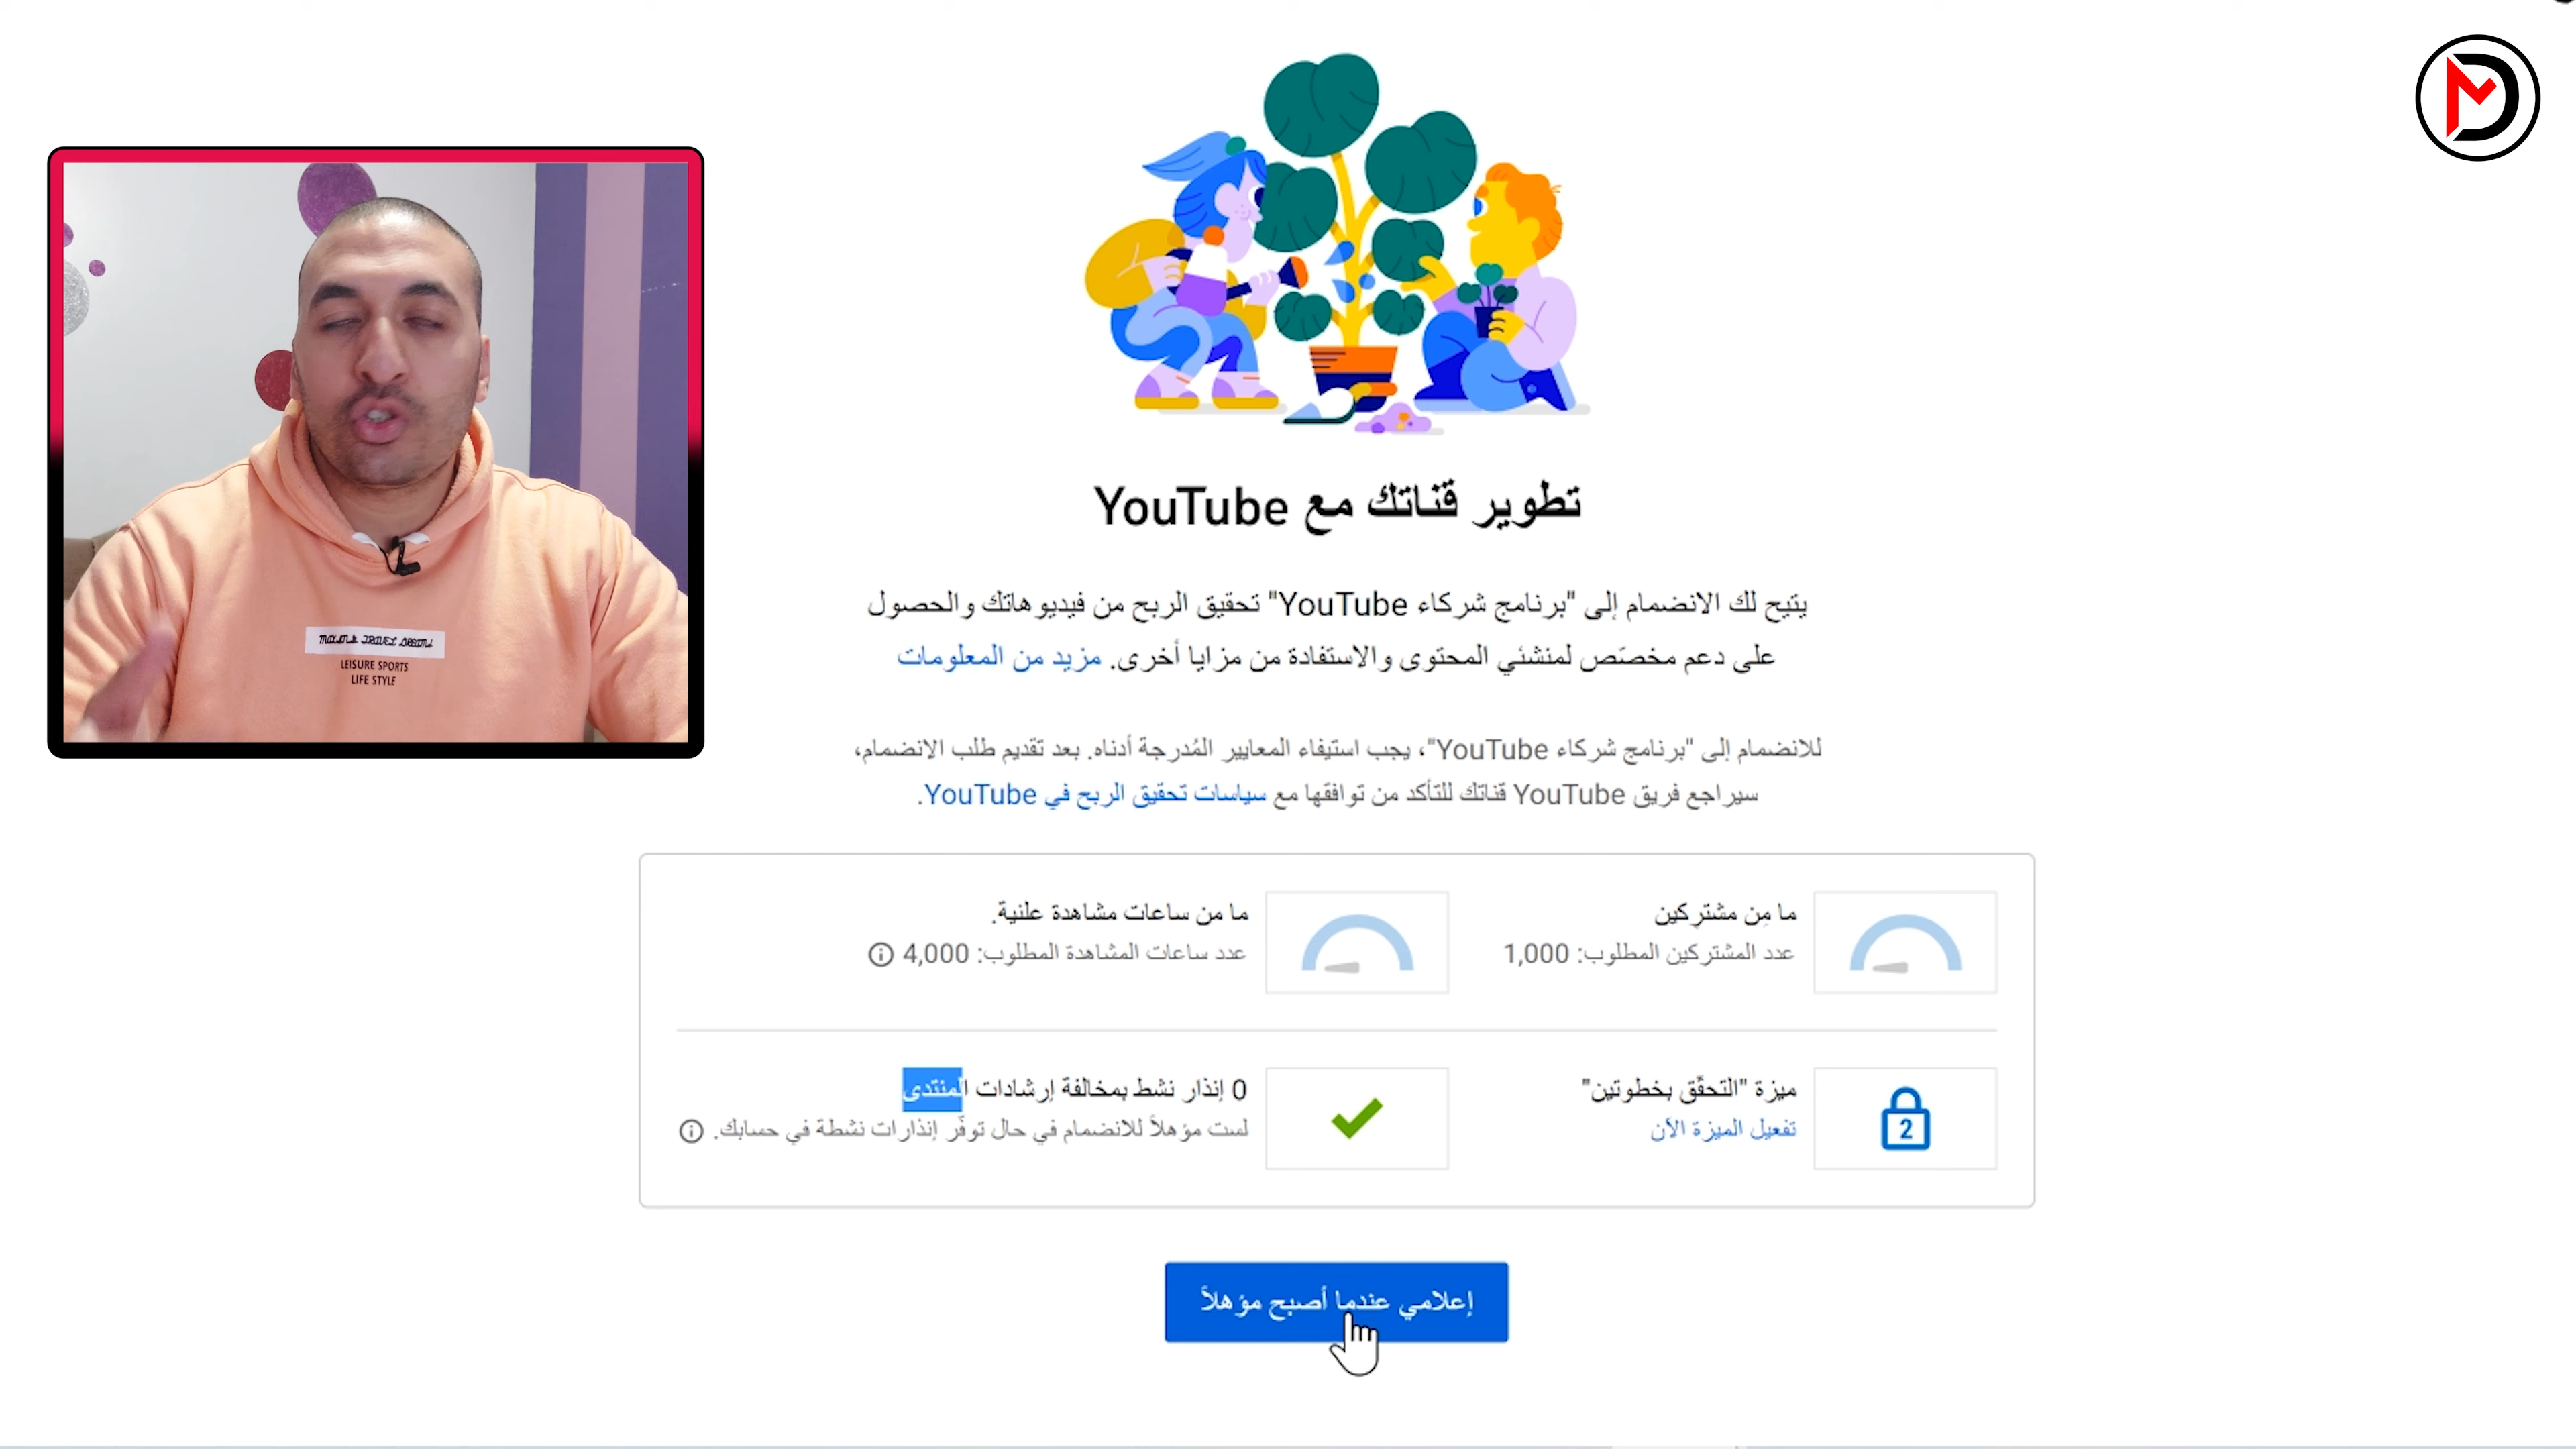 تطوير قناتك مع YouTube
يتيح لك الانضمام إلى "برنامج شركاء YouTube" تحقيق الربح من فيديوهاتك والحصول
على دعم مخصّص لمنشئي المحتوى والاستفادة من مزايا أخرى. مزيد من المعلومات
للانضمام إلى "برنامج شركاء YouTube"، يجب استيفاء المعايير المُدرجة أدناه. بعد تقديم طلب الانضمام،
سيراجع فريق YouTube قناتك للتأكد من توافقها مع سياسات تحقيق الربح في YouTube.
ما مِن مشترِكين
عدد المشتركين المطلوب: 1,000
ما من ساعات مشاهدة علنية.
عدد ساعات المشاهدة المطلوب: 4,000
ميزة "التحقّق بخطوتين"
تفعيل الميزة الآن
2
0 إنذار نشط بمخالفة إرشادات المنتدى
لست مؤهلاً للانضمام في حال توفّر إنذارات نشطة في حسابك.
إعلامي عندما أصبح مؤهلاً
TRAVEL
LEISURE SPORTS
LIFE STYLE